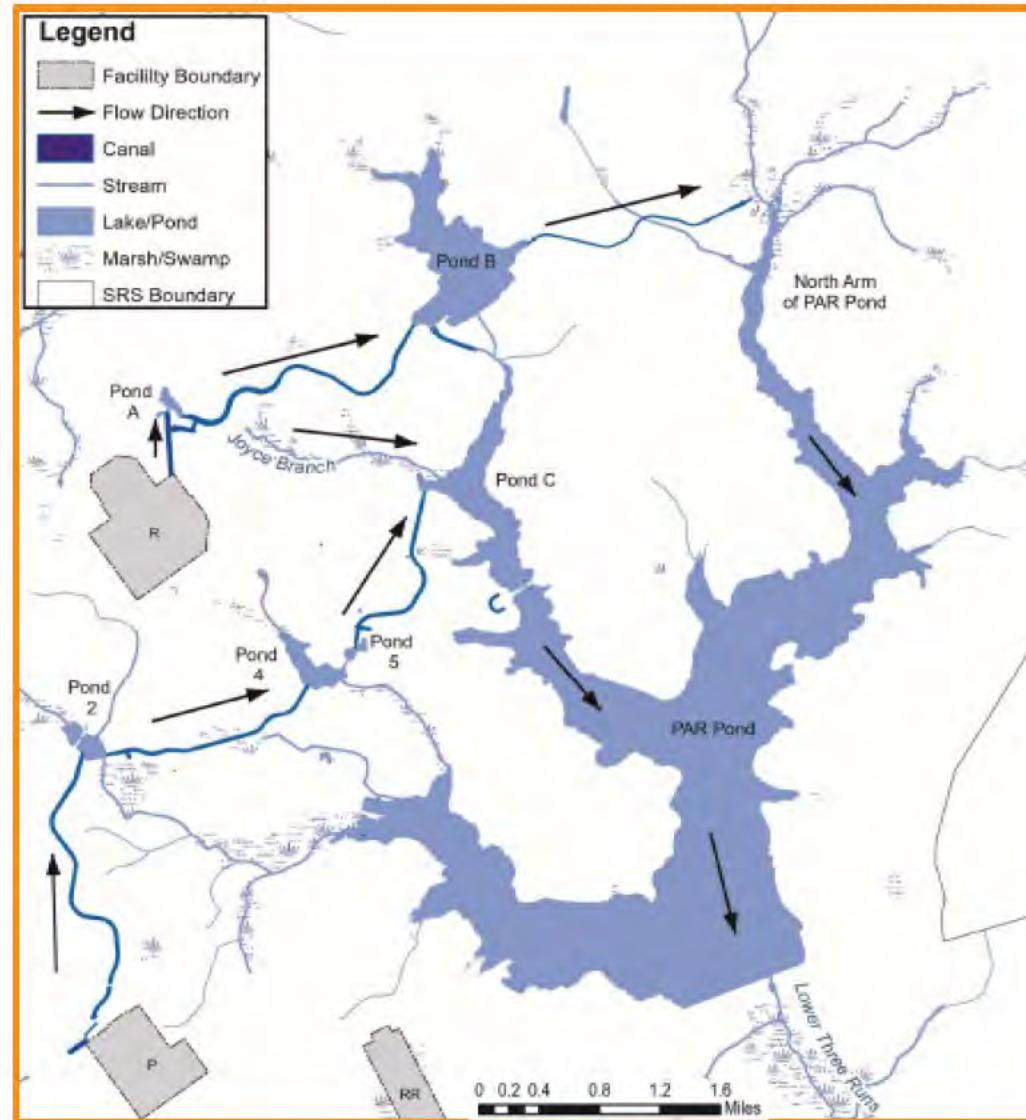 Legend
Facililty Boundary
Flow Direction
Canal
Stream
Lake/Pond
Marsh/Swamp
SRS Boundary
Pond B
North Arm
of PAR Pond
Pond
A
Joyce Branch
Pond C
R
Pond
4
Pond
5
Pond
2
PAR Pond
Lower Three Runs
P
RR
0 0.2 0.4 0.8 1.2 1.6
Miles